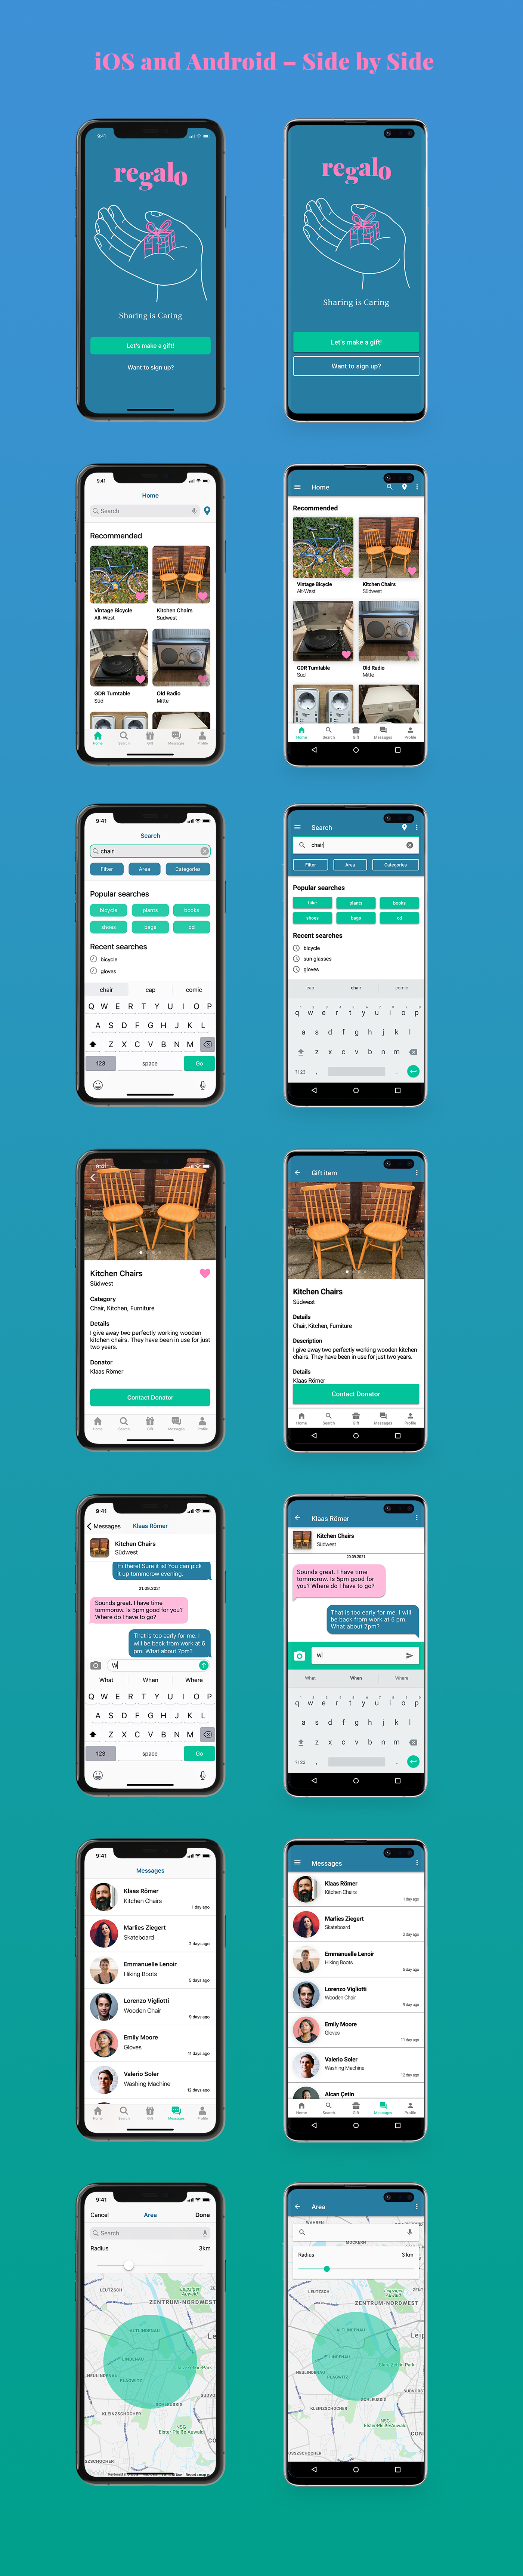 iOS and Android – Side by Side
9:41
regalo
Sharing is Caring
Let's make a gift!
Want to sign up?
regalo
Sharing is Caring
Let's make a gift!
Want to sign up?
9:41
Home
Search
Recommended
Vintage Bicycle
Alt-West
Kitchen Chairs
Südwest
GDR Turntable
Süd
Old Radio
Mitte
Home Search Gift Messages Profile
Home
Recommended
Vintage Bicycle
Alt-West
Kitchen Chairs
Südwest
GDR Turntable
Süd
Old Radio
Mitte
Home Search Gift Messages Profile
9:41
Search
chair
Filter Area Categories
Popular searches
bicycle plants books
shoes bags cd
Recent searches
bicycle
gloves
chair cap comic
Q W E R T Y U I O P
A S D F G H J K L
Z X C V B N M
123 space Go
Search
chair
Filter Area Categories
Popular searches
bike plants books
shoes bags cd
Recent searches
bicycle
sun glasses
gloves
cap chair comic
q w e r t y u i o p
a s d f g h j k l
z x c v b n m
?123 , .
9:41
Kitchen Chairs
Südwest
Category
Chair, Kitchen, Furniture
Details
I give away two perfectly working wooden
kitchen chairs. They have been in use for just
two years.
Donator
Klaas Römer
Contact Donator
Home Search Gift Messages Profile
Gift item
Kitchen Chairs
Südwest
Details
Chair, Kitchen, Furniture
Description
I give away two perfectly working wooden kitchen
chairs. They have been in use for just two years.
Details
Klaas Römer
Contact Donator
Home Search Gift Messages Profile
9:41
Messages Klaas Römer
Kitchen Chairs
Südwest
Hi there! Sure it is! You can pick
it up tommorow evening.
21.09.2021
Sounds great. I have time
tommorow. Is 5pm good for you?
Where do I have to go?
That is too early for me. I
will be back from work at 6
pm. What about 7pm?
W
What When Where
Q W E R T Y U I O P
A S D F G H J K L
Z X C V B N M
123 space Go
Klaas Römer
Kitchen Chairs
Südwest
20.09.2021
Sounds great. I have time
tommorow. Is 5pm good for
you? Where do I have to go?
That is too early for me. I will
be back from work at 6 pm.
What about 7pm?
W
What When Where
q w e r t y u i o p
a s d f g h j k l
z x c v b n m
?123 , .
9:41
Messages
Klaas Römer
Kitchen Chairs
1 day ago
Marlies Ziegert
Skateboard
2 days ago
Emmanuelle Lenoir
Hiking Boots
5 days ago
Lorenzo Vigliotti
Wooden Chair
9 days ago
Emily Moore
Gloves
11 days ago
Valerio Soler
Washing Machine
12 days ago
Home Search Gift Messages Profile
Messages
Klaas Römer
Kitchen Chairs
1 day ago
Marlies Ziegert
Skateboard
2 day ago
Emmanuelle Lenoir
Hiking Boots
5 day ago
Lorenzo Vigliotti
Wooden Chair
9 day ago
Emily Moore
Gloves
11 day ago
Valerio Soler
Washing Machine
12 day ago
Alcan Çetin
Home Search Gift Messages Profile
9:41
Cancel Area Done
Search
Radius 3km
LEUTZSCH
Leipziger
Auwald
ZENTRUM-NORDWEST
ALTLINDENAU
Le
LINDENAU
Clara-Zetkin-Park
NEULINDENAU
PLAGWITZ
SCHLEUSSIG
SÜDVO
KLEINZSCHOCHER
NSG
Elster-Pleiße-Auwald
CO
SSZSCHOCHER
Area
MÖCKERN
Radius 3 km
LEUTZSCH
Leipziger
Auwald
ZENTRUM-NORDWEST
ALTLINDENAU
Leip
LINDENAU
Clara-Zetkin-Park
NEULINDENAU
PLAGWITZ
SCHLEUSSIG
SÜDVORS
KLEINZSCHOCHER
NSG
Elster-Pleiße-Auwald
CON
OSSZSCHOCHER